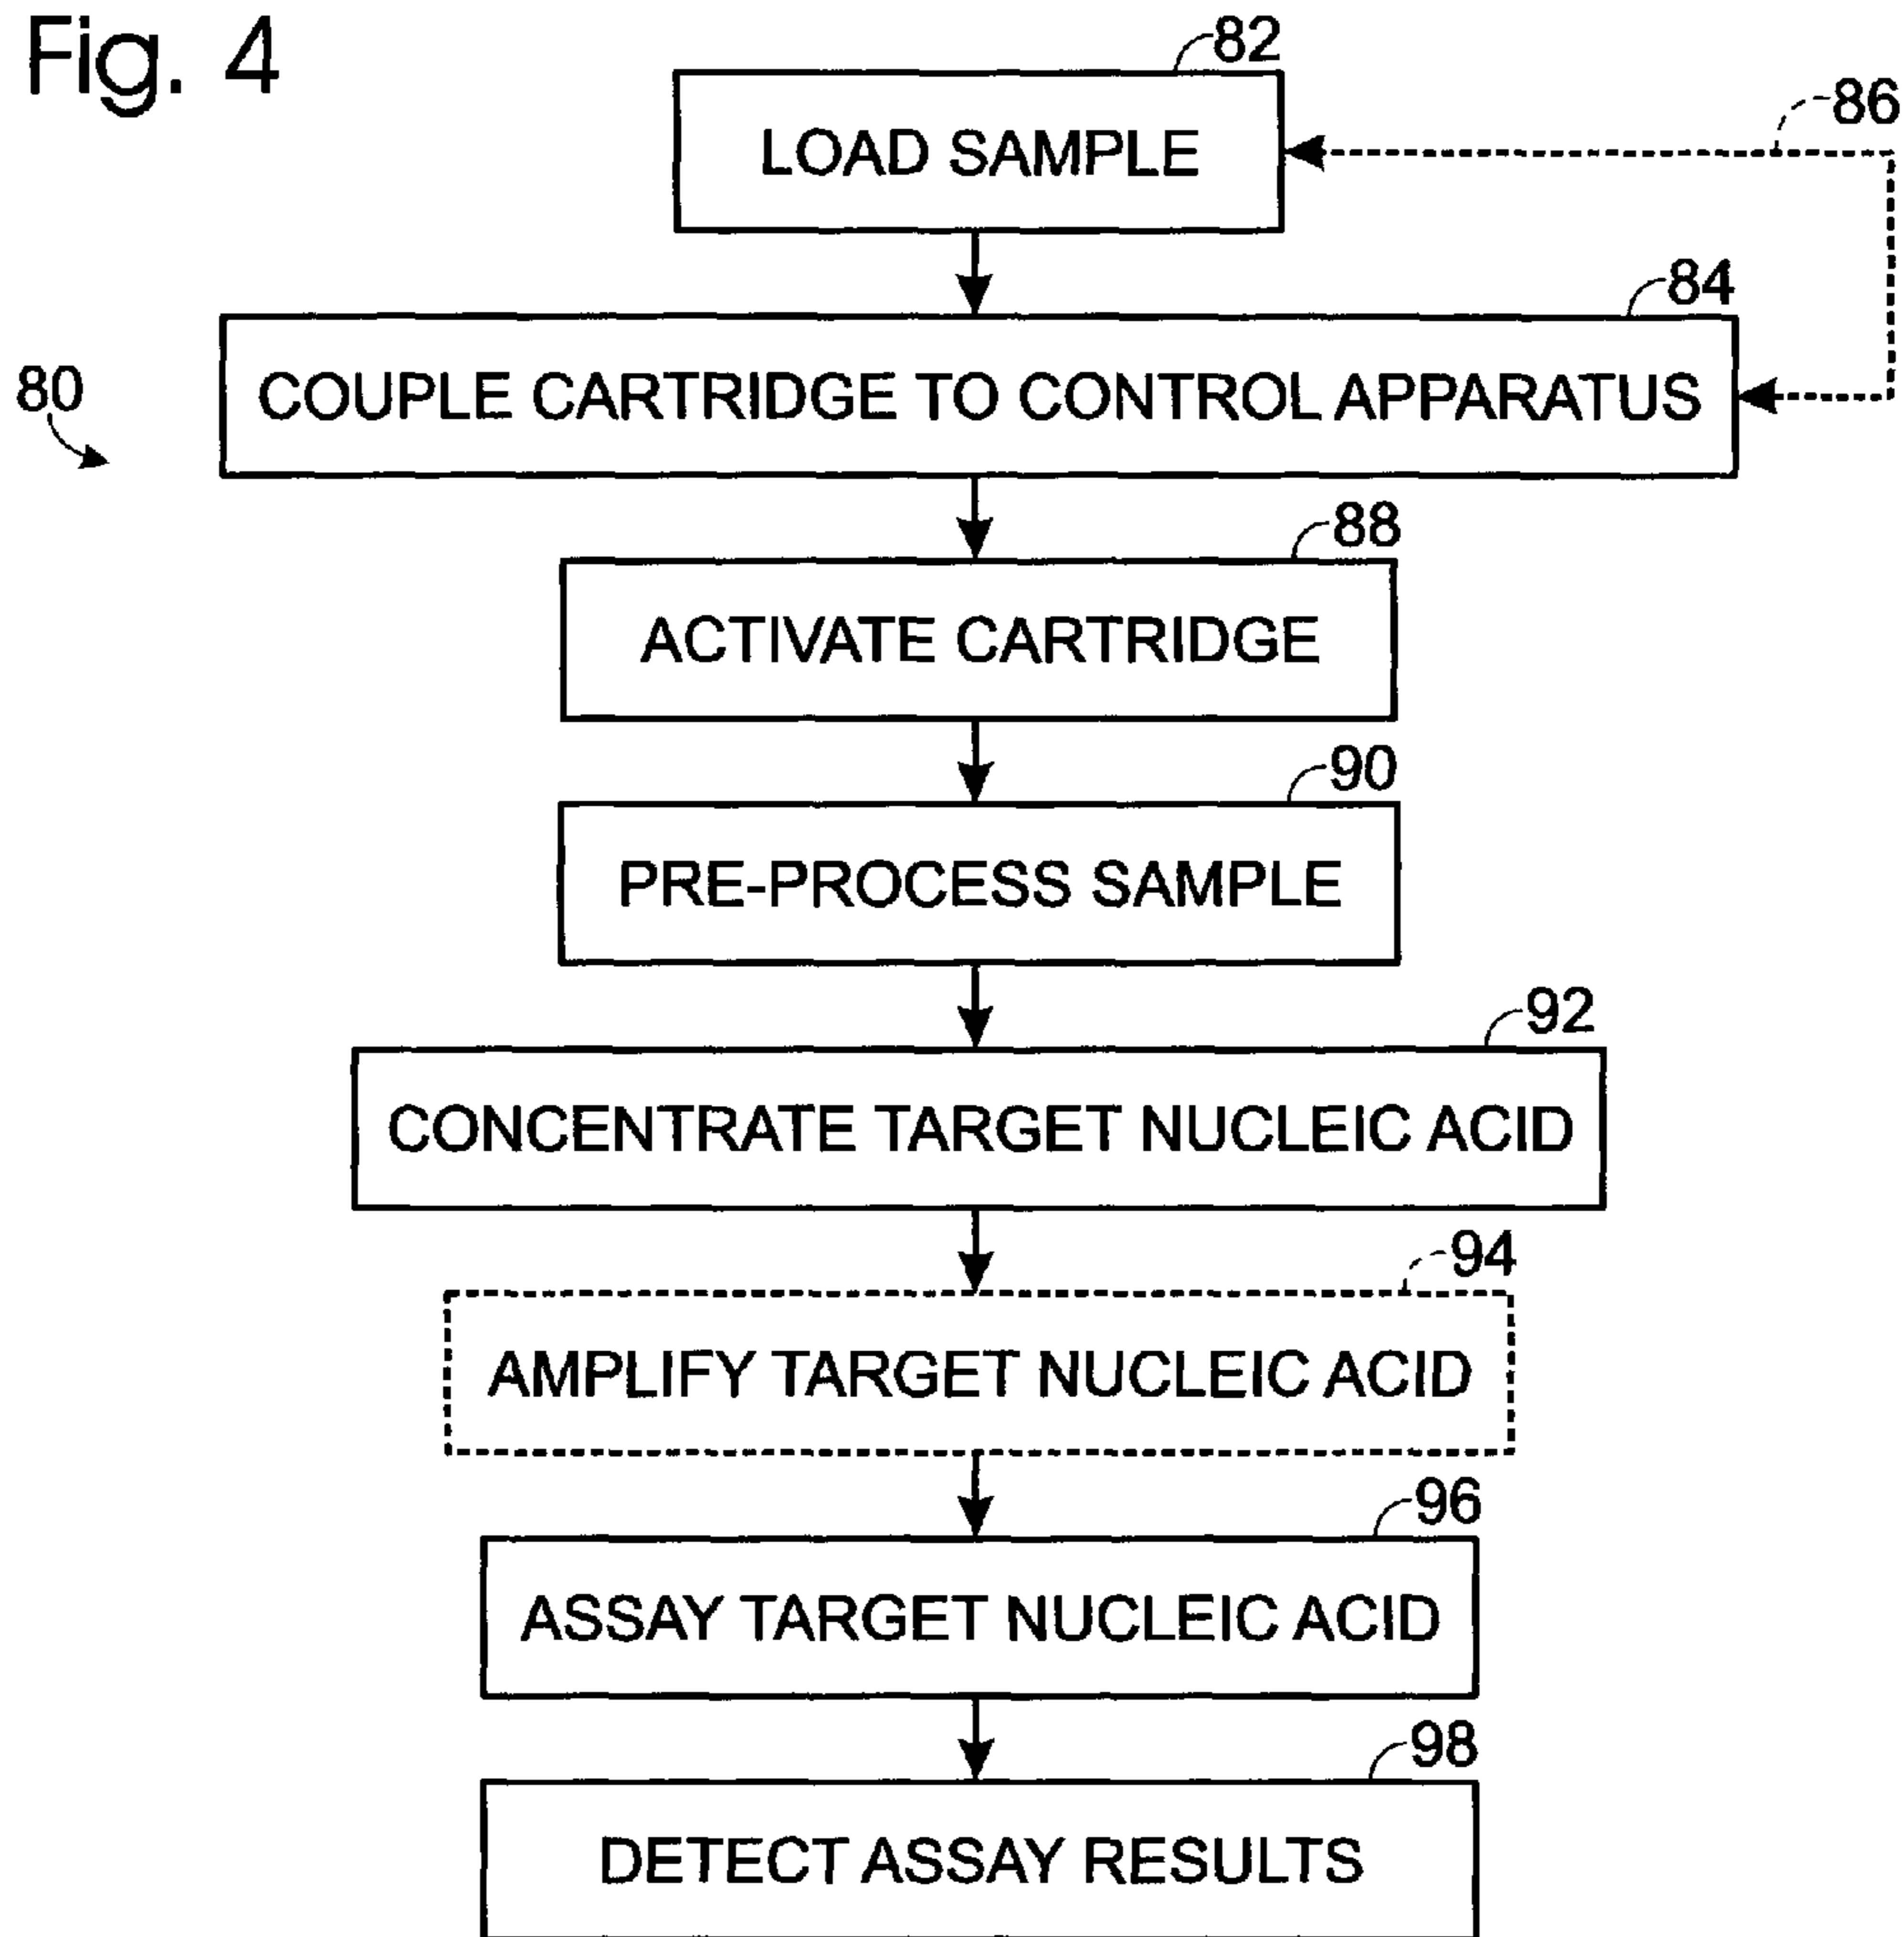 Fig. 4
82
LOAD SAMPLE
86
84
COUPLE CARTRIDGE TO CONTROL APPARATUS
80
88
ACTIVATE CARTRIDGE
90
PRE-PROCESS SAMPLE
92
CONCENTRATE TARGET NUCLEIC ACID
94
AMPLIFY TARGET NUCLEIC ACID
96
ASSAY TARGET NUCLEIC ACID
98
DETECT ASSAY RESULTS